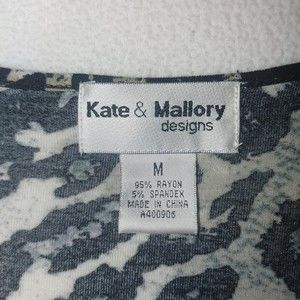 Kate & Mallory
designs
M
95% RAYON
5% SPANDEX
MADE IN CHINA
A400905